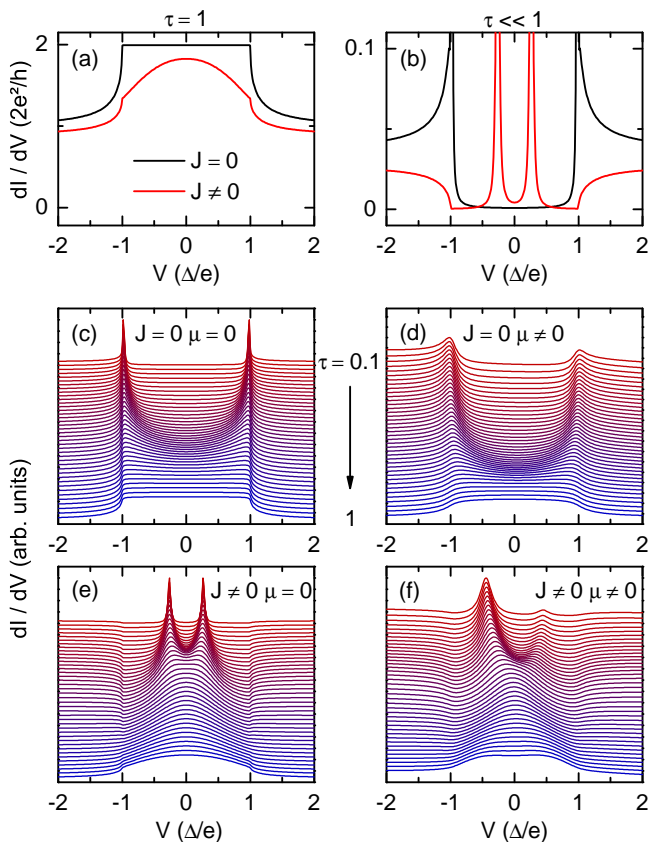 τ = 1
τ << 1
dI / dV (2e²/h)
(a)
2
0
J = 0
J ≠ 0
-2 -1 0 1 2
V (Δ/e)
(b)
0.1
0
-2 -1 0 1 2
V (Δ/e)
dI / dV (arb. units)
(c) J = 0 μ = 0
-2 -1 0 1 2
τ = 0.1
1
(d) J = 0 μ ≠ 0
-2 -1 0 1 2
(e) J ≠ 0 μ = 0
-2 -1 0 1 2
V (Δ/e)
(f) J ≠ 0 μ ≠ 0
-2 -1 0 1 2
V (Δ/e)